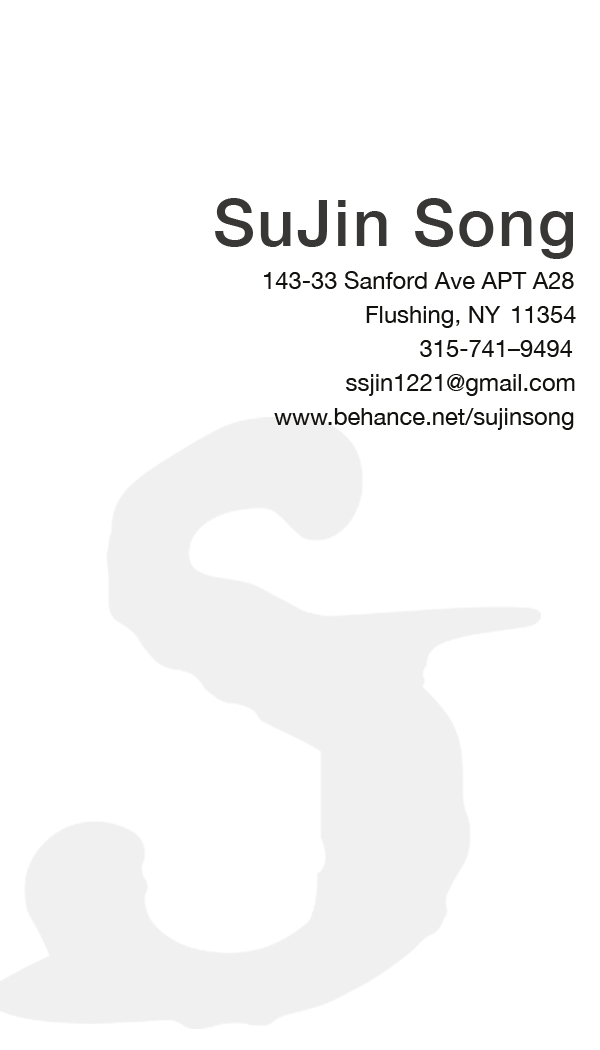 SuJin Song
143-33 Sanford Ave APT A28
Flushing, NY 11354
315-741–9494
ssjin1221@gmail.com
www.behance.net/sujinsong
S